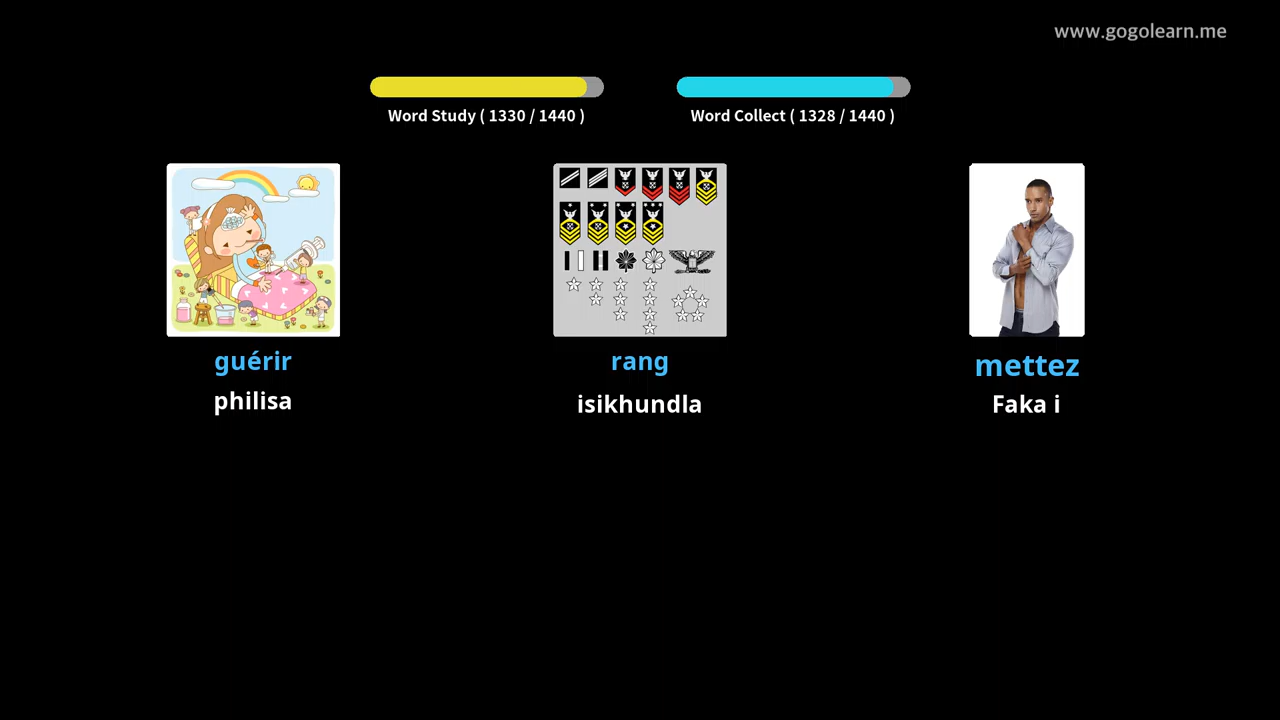 www.gogolearn.me
Word Study ( 1330 / 1440 )
Word Collect ( 1328 / 1440 )
guérir
rang
mettez
philisa
isikhundla
Faka i